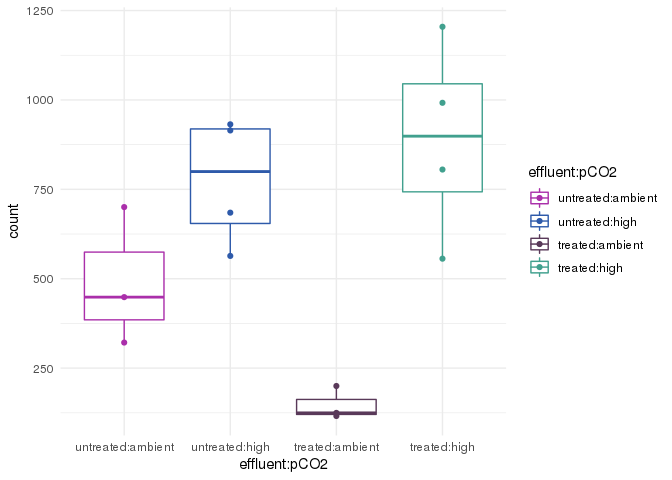 1250
1000
750
500
250
count
untreated:ambient
untreated:high
treated:ambient
treated:high
effluent:pCO2
effluent:pCO2
untreated:ambient
untreated:high
treated:ambient
treated:high